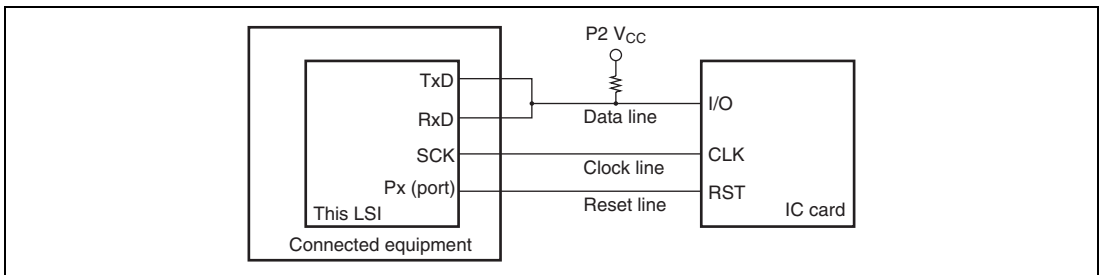 P2 VCC
TxD
RxD
SCK
Px (port)
This LSI
Connected equipment
Data line
Clock line
Reset line
I/O
CLK
RST
IC card